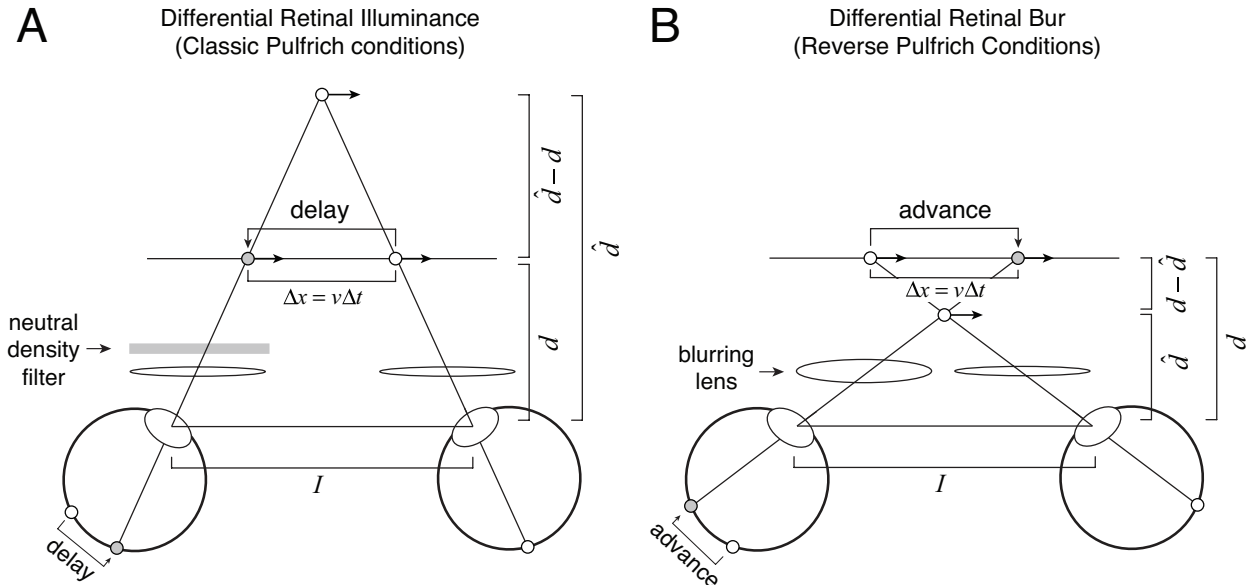 A
Differential Retinal Illuminance
(Classic Pulfrich conditions)
delay
Δx = vΔt
neutral
density
filter
d̂ – d
d̂
d
I
delay
B
Differential Retinal Bur
(Reverse Pulfrich Conditions)
advance
Δx = vΔt
blurring
lens
d – d̂
d̂
d
I
advance